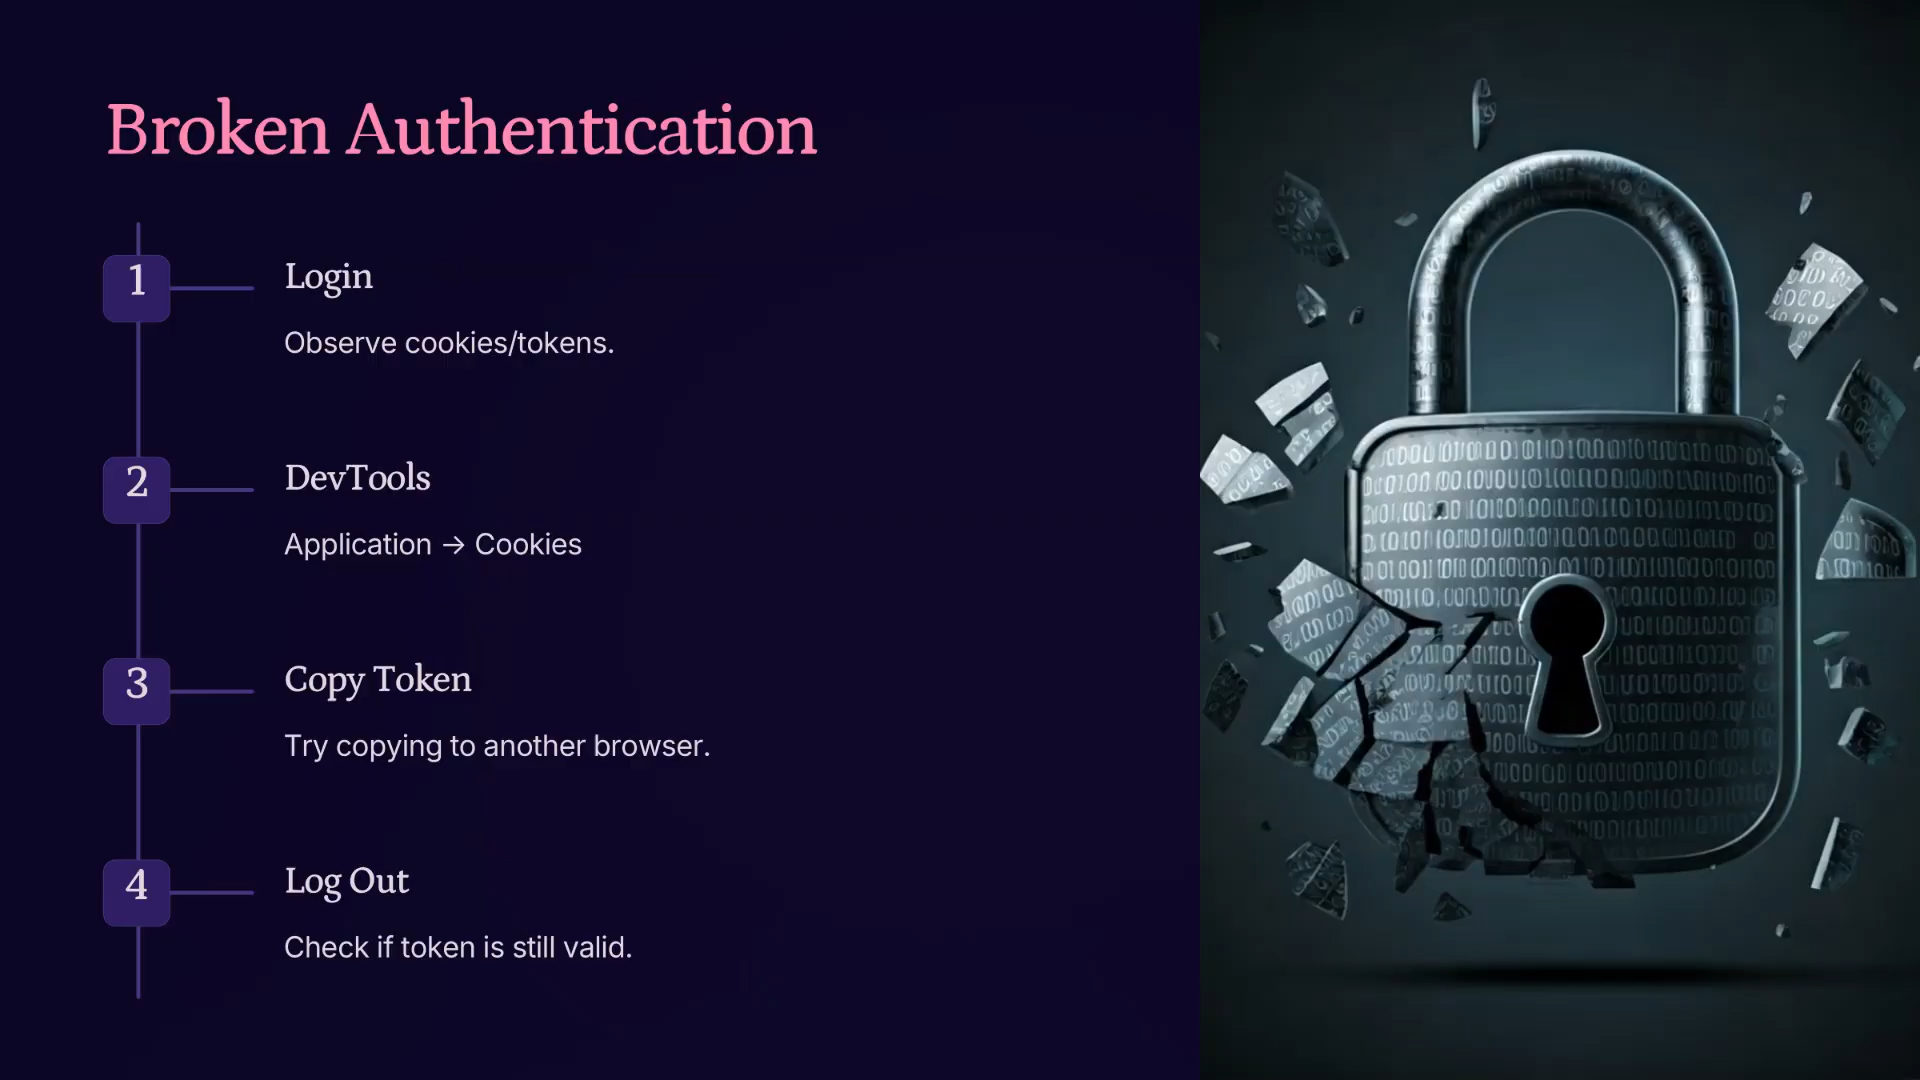 Broken Authentication
1
Login
Observe cookies/tokens.
2
DevTools
Application → Cookies
3
Copy Token
Try copying to another browser.
4
Log Out
Check if token is still valid.